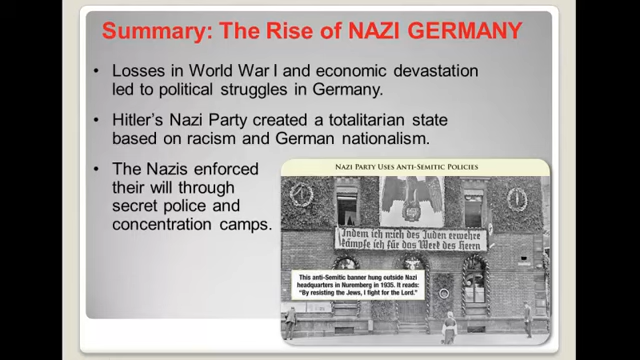 Summary: The Rise of NAZI GERMANY
• Losses in World War I and economic devastation
led to political struggles in Germany.
• Hitler's Nazi Party created a totalitarian state
based on racism and German nationalism.
• The Nazis enforced
their will through
secret police and
concentration camps.
NAZI PARTY USES ANTI-SEMITIC POLICIES
Indem ich mich des Juden erwehre
kämpfe ich für das Werk des Herrn
This anti-Semitic banner hung outside Nazi
headquarters in Nuremberg in 1935. It reads:
"By resisting the Jews, I fight for the Lord."